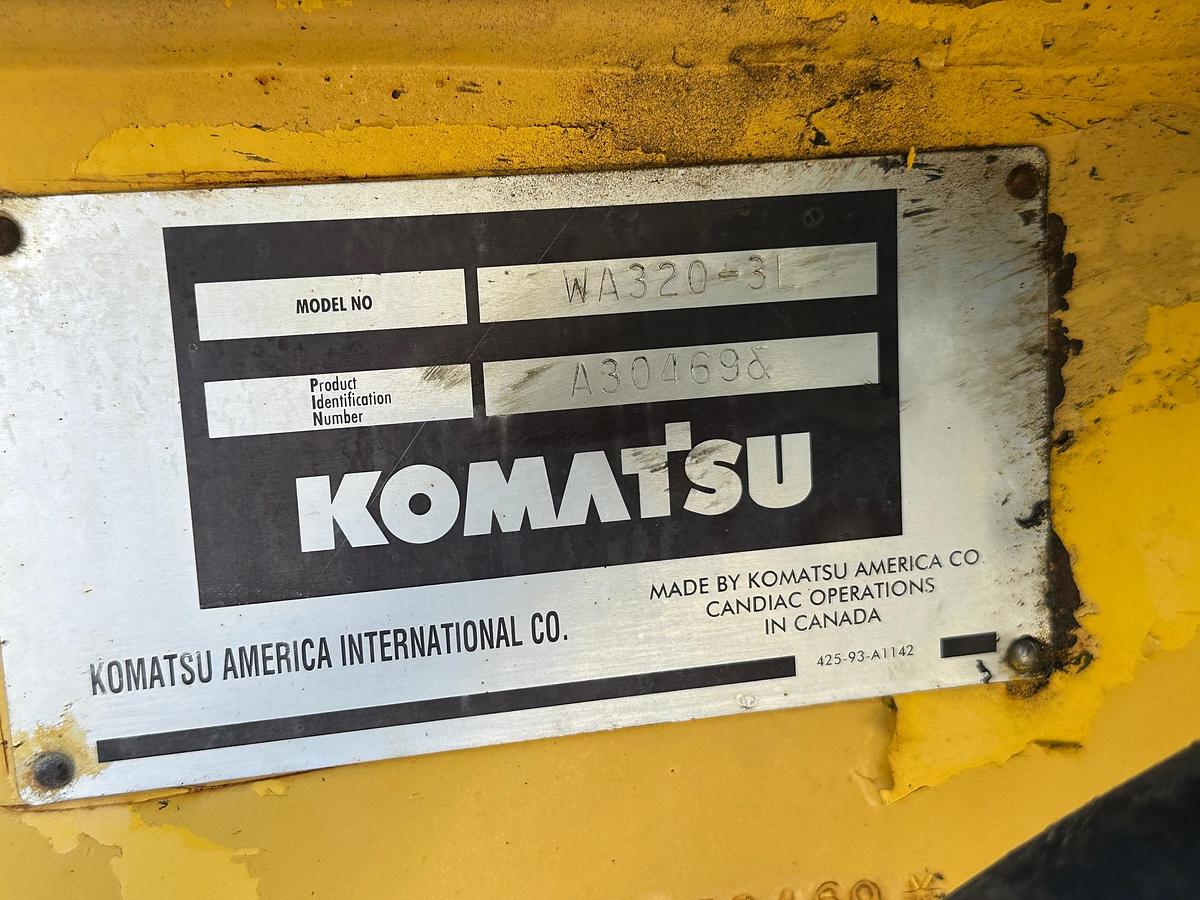 MODEL NO
WA320-3L
Product
Identification
Number
A304698
KOMATSU
MADE BY KOMATSU AMERICA CO.
CANDIAC OPERATIONS
IN CANADA
KOMATSU AMERICA INTERNATIONAL CO.
425-93-A1142